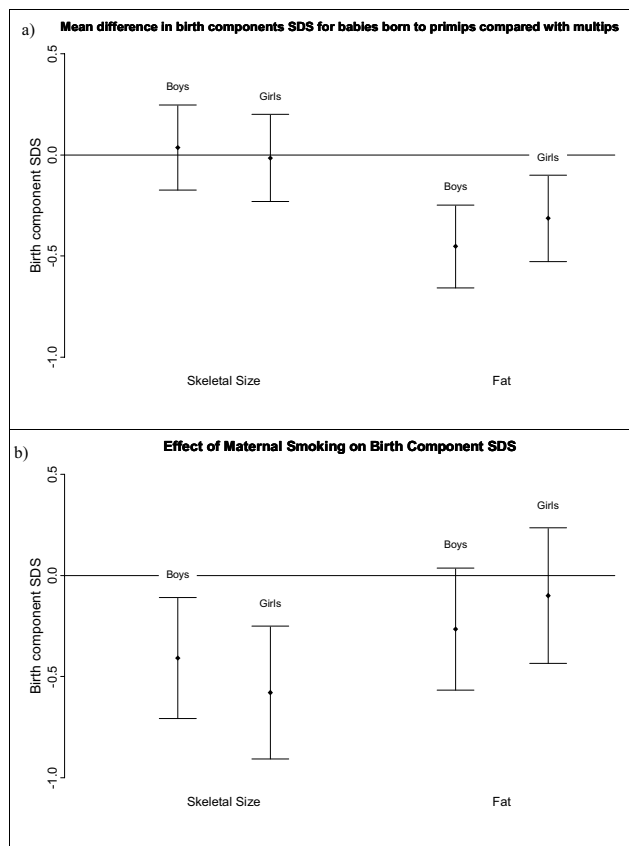 a)
Mean difference in birth components SDS for babies born to primips compared with multips
0.5
0.0
-0.5
-1.0
Birth component SDS
Boys
Girls
Boys
Girls
Skeletal Size
Fat
b)
Effect of Maternal Smoking on Birth Component SDS
0.5
0.0
-0.5
-1.0
Birth component SDS
Boys
Girls
Boys
Girls
Skeletal Size
Fat